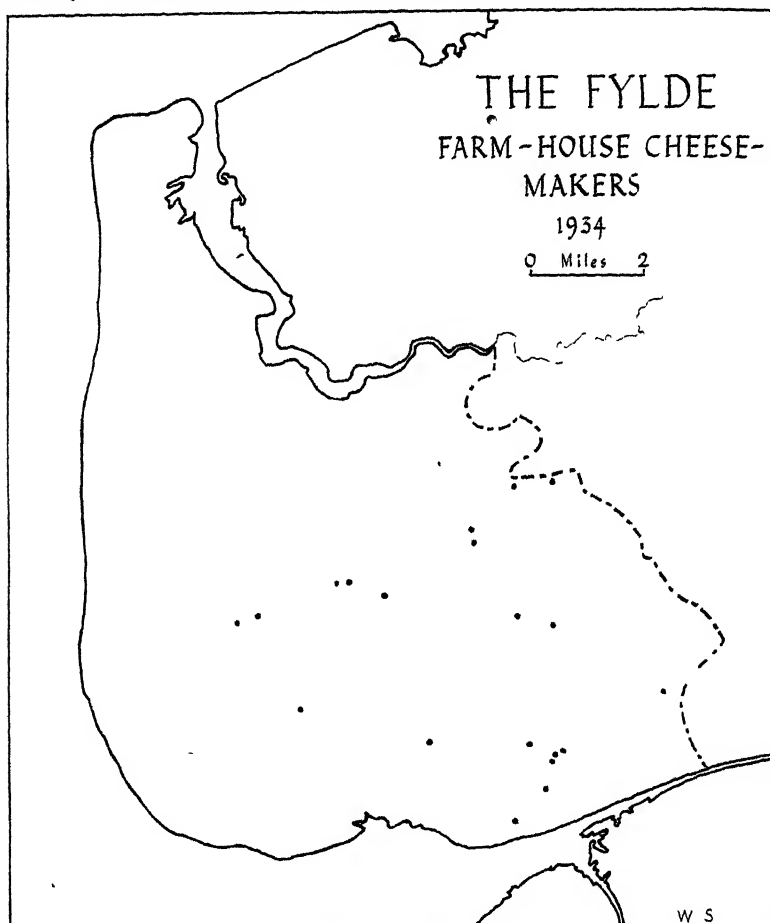 THE FYLDE
FARM-HOUSE CHEESE-
MAKERS
1934
0 Miles 2
W S